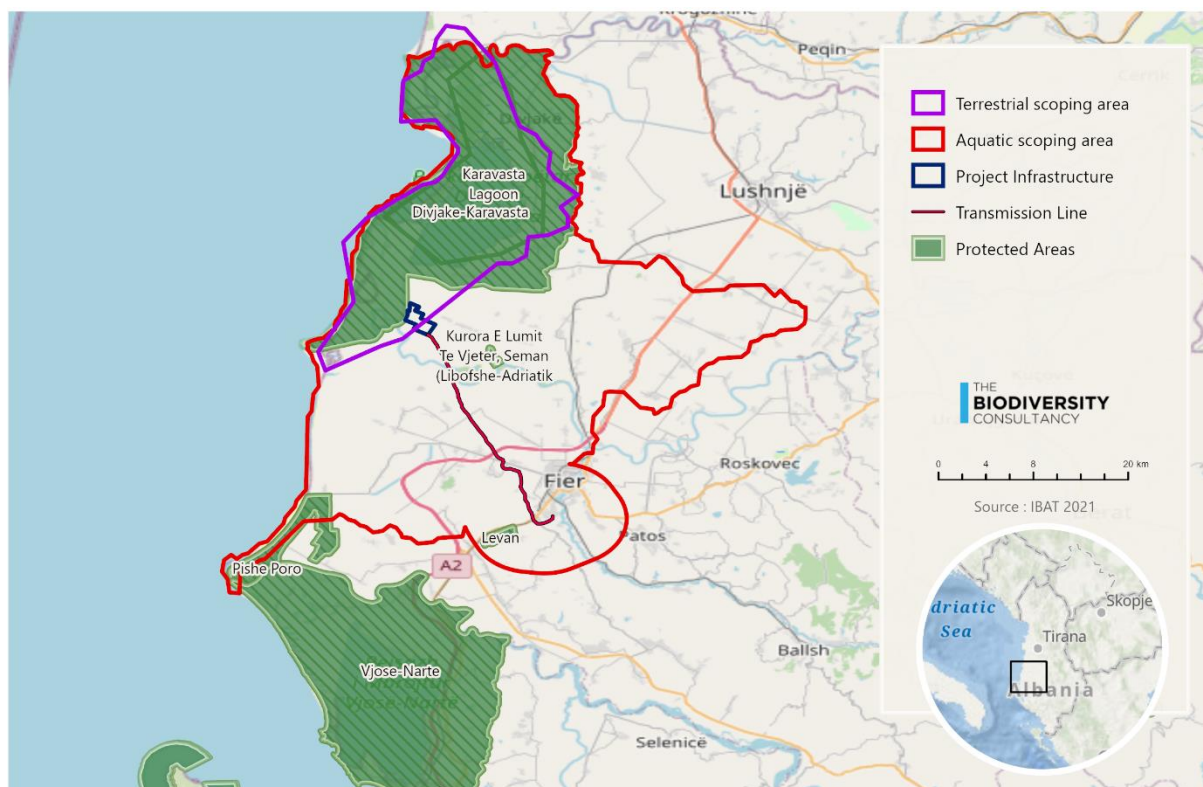 Peqin
Divjake
Karavasta
Lagoon
Divjake-Karavasta
Lushnjë
Kurora E Lumit
Te Vjeter, Seman
(Libofshe-Adriatik
Fier
Roskovec
Levan
Patos
A2
Pishe Poro
Ballsh
Vjose-Narte
Selenicë
Terrestrial scoping area
Aquatic scoping area
Project Infrastructure
Transmission Line
Protected Areas
THE
BIODIVERSITY
CONSULTANCY
0 4 8 20 km
Source : IBAT 2021
driatic
Sea
Skopje
Tirana
Albania